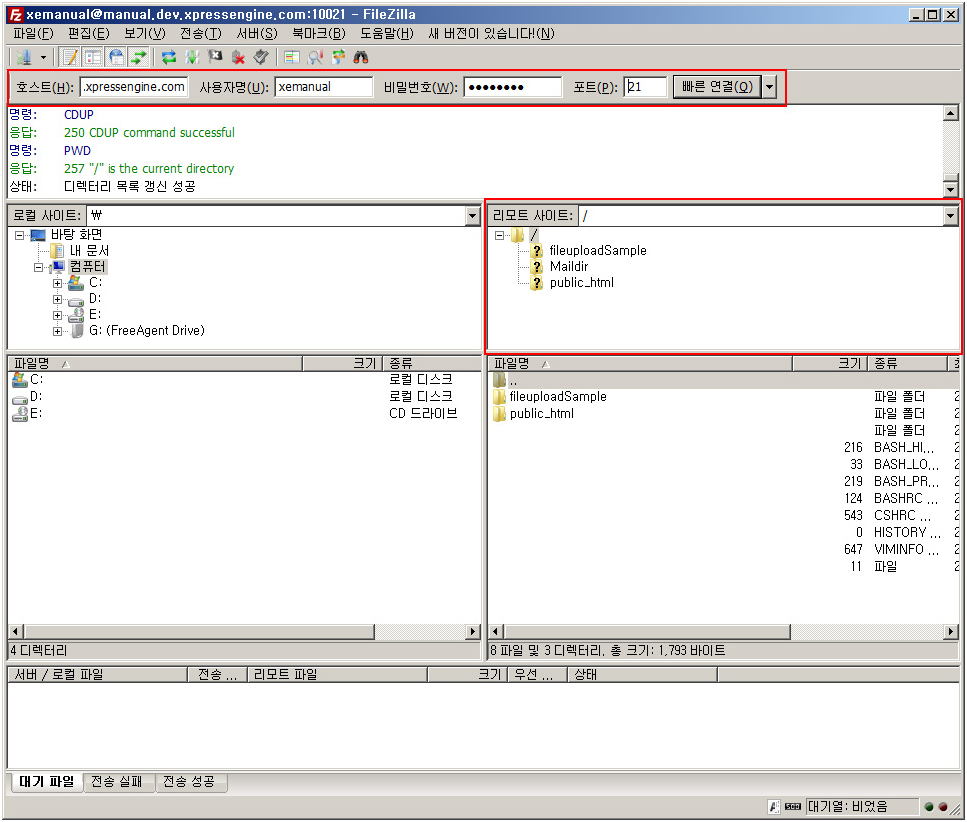 xemanual@manual.dev.xpressengine.com:10021 - FileZilla
파일(F) 편집(E) 보기(V) 전송(T) 서버(S) 북마크(B) 도움말(H) 새 버전이 있습니다!(N)
호스트(H): .xpressengine.com 사용자명(U): xemanual 비밀번호(W): ●●●●●●●● 포트(P): 21 빠른 연결(Q)
명령: CDUP
응답: 250 CDUP command successful
명령: PWD
응답: 257 "/" is the current directory
상태: 디렉터리 목록 갱신 성공
로컬 사이트: ₩
바탕 화면
내 문서
컴퓨터
C:
D:
E:
G: (FreeAgent Drive)
리모트 사이트: /
/
fileuploadSample
Maildir
public_html
파일명 크기 종류
C: 로컬 디스크
D: 로컬 디스크
E: CD 드라이브
4 디렉터리
파일명 크기 종류
..
fileuploadSample 파일 폴더 2
public_html 파일 폴더 2
파일 폴더 2
216 BASH_HI... 2
33 BASH_LO... 2
219 BASH_PR... 2
124 BASHRC ... 2
543 CSHRC ... 2
0 HISTORY ... 2
647 VIMINFO ... 2
11 파일 2
8 파일 및 3 디렉터리. 총 크기: 1,793 바이트
서버 / 로컬 파일 전송 ... 리모트 파일 크기 우선 ... 상태
대기 파일 전송 실패 전송 성공
대기열: 비었음